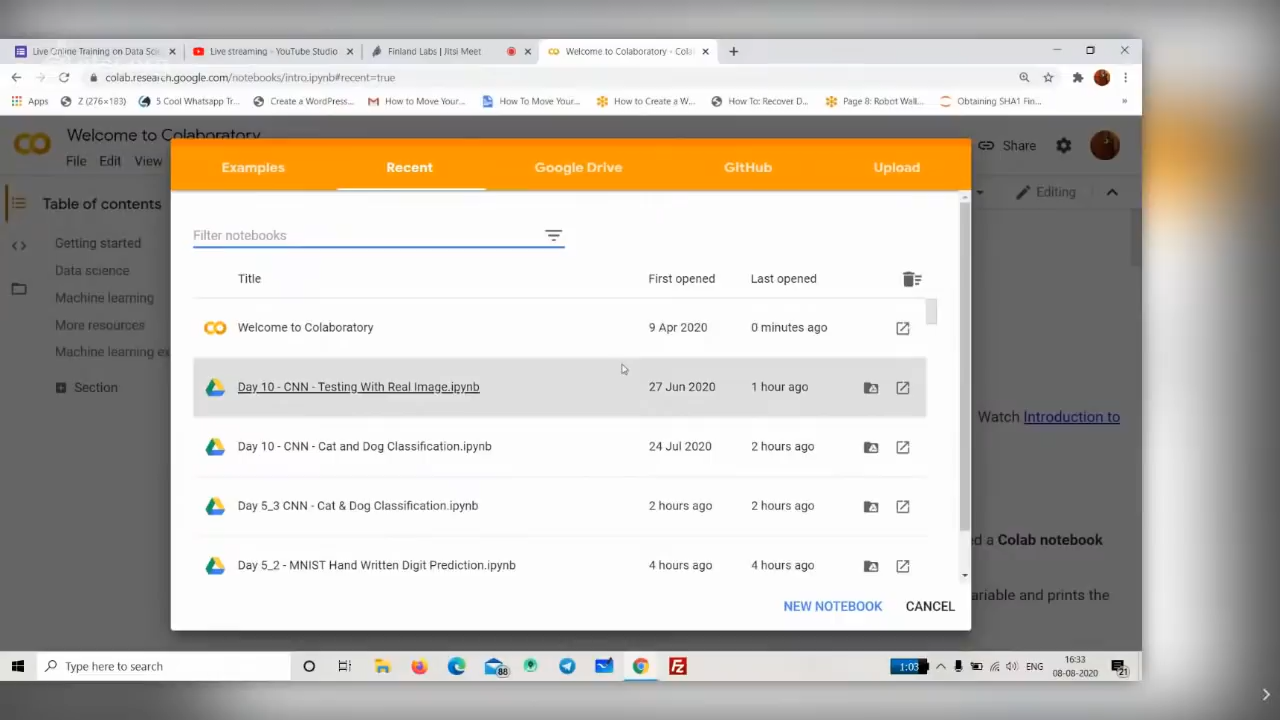 Live Online Training on Data Scie
Live streaming - YouTube Studio
Finland Labs | Jitsi Meet
Welcome to Colaboratory - Cola
colab.research.google.com/notebooks/intro.ipynb#recent=true
Apps
Z (276×183)
5 Cool Whatsapp Tr...
Create a WordPress...
How to Move Your...
How To Move Your...
How to Create a W...
How To: Recover D...
Page 8: Robot Wall...
Obtaining SHA1 Fin...
Welcome to Colaboratory
File Edit View
Share
Editing
Examples Recent Google Drive GitHub Upload
Table of contents
Getting started
Data science
Machine learning
More resources
Machine learning ex
Section
Filter notebooks
Title First opened Last opened
Welcome to Colaboratory 9 Apr 2020 0 minutes ago
Day 10 - CNN - Testing With Real Image.ipynb 27 Jun 2020 1 hour ago
Watch Introduction to
Day 10 - CNN - Cat and Dog Classification.ipynb 24 Jul 2020 2 hours ago
Day 5_3 CNN - Cat & Dog Classification.ipynb 2 hours ago 2 hours ago
ed a Colab notebook
Day 5_2 - MNIST Hand Written Digit Prediction.ipynb 4 hours ago 4 hours ago
ariable and prints the
NEW NOTEBOOK CANCEL
Type here to search
88
1:03
ENG
16:33
08-08-2020
21